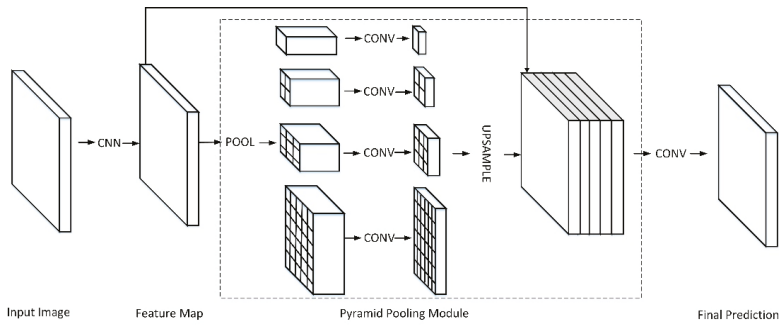 CONV
CONV
CNN
POOL
CONV
UPSAMPLE
CONV
CONV
Input Image
Feature Map
Pyramid Pooling Module
Final Prediction